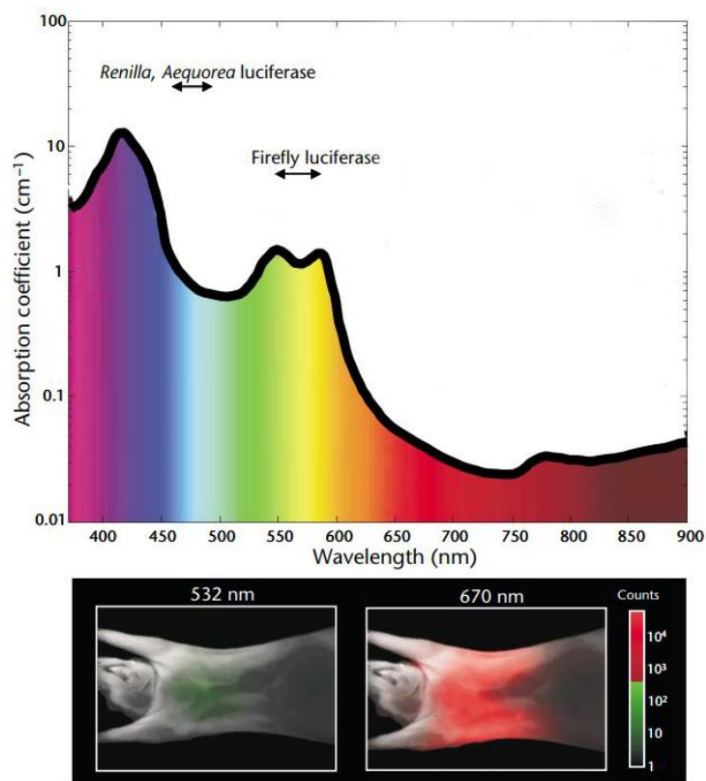 100
Renilla, Aequorea luciferase
10
Firefly luciferase
Absorption coefficient (cm⁻¹)
1
0.1
0.01
400 450 500 550 600 650 700 750 800 850 900
Wavelength (nm)
532 nm 670 nm Counts
10⁴
10³
10²
10
1